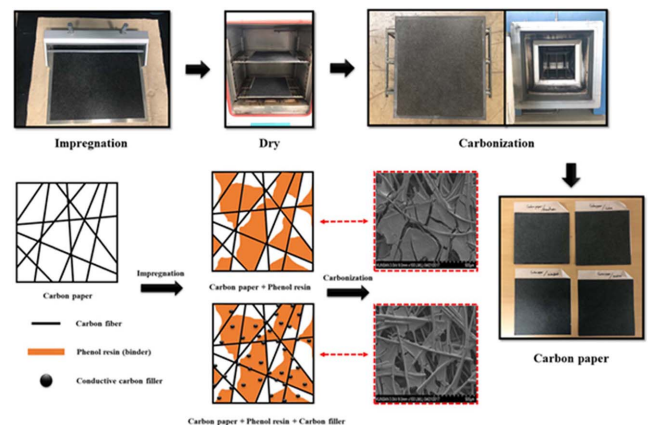 Impregnation
Dry
Carbonization
Carbon paper
Impregnation
Carbon paper + Phenol resin
Carbonization
Carbon fiber
Phenol resin (binder)
Conductive carbon filler
Carbon paper + Phenol resin + Carbon filler
Carbon paper